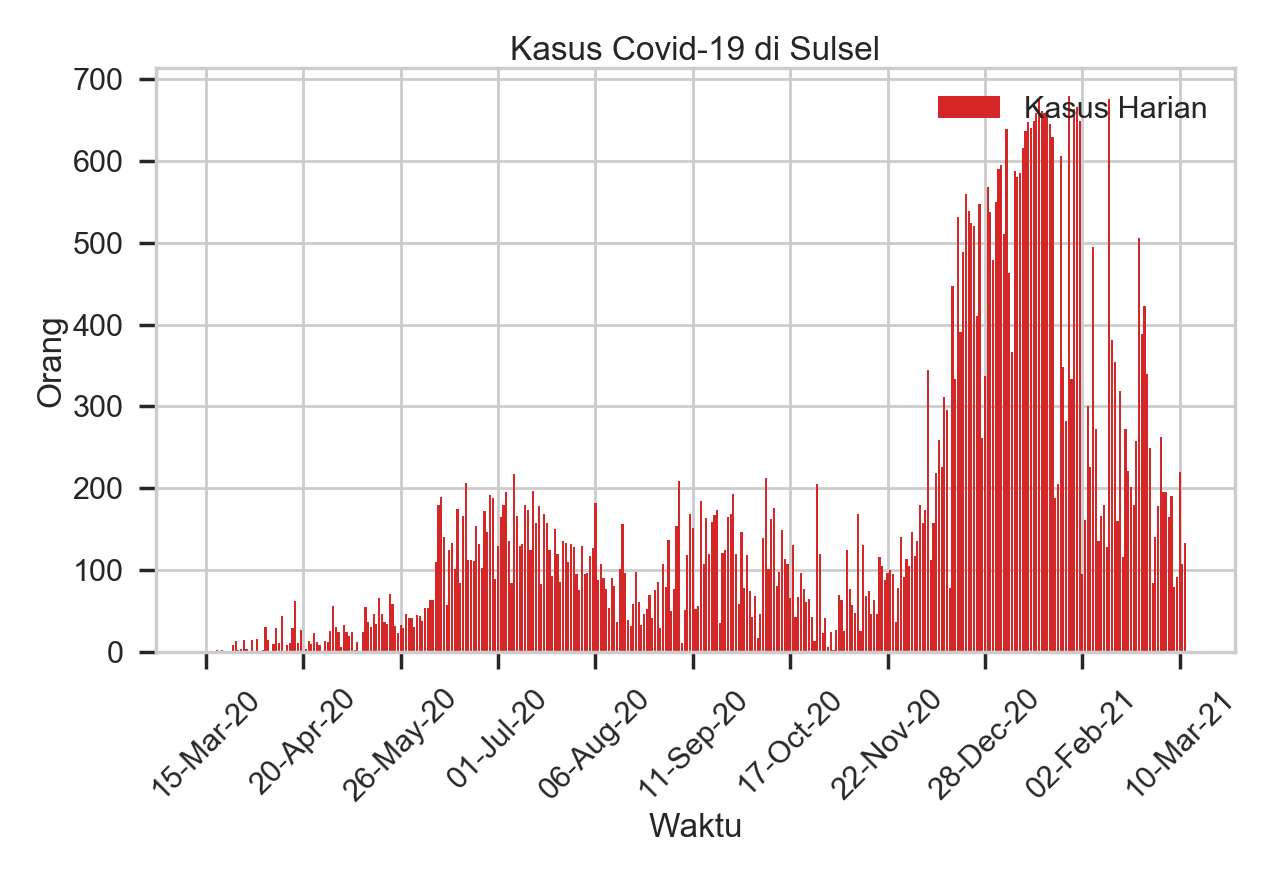 Kasus Covid-19 di Sulsel
Kasus Harian
Orang
700
600
500
400
300
200
100
0
15-Mar-20
20-Apr-20
26-May-20
01-Jul-20
06-Aug-20
11-Sep-20
17-Oct-20
22-Nov-20
28-Dec-20
02-Feb-21
10-Mar-21
Waktu